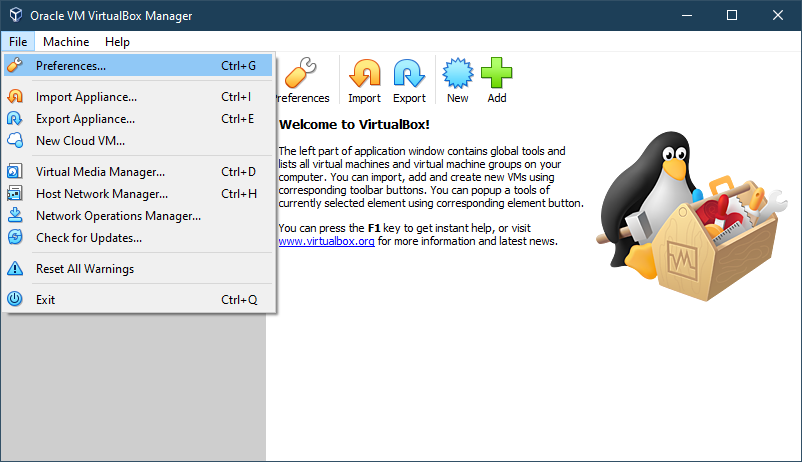 Oracle VM VirtualBox Manager
File Machine Help
Preferences... Ctrl+G
Import Appliance... Ctrl+I
Export Appliance... Ctrl+E
New Cloud VM...
Virtual Media Manager... Ctrl+D
Host Network Manager... Ctrl+H
Network Operations Manager...
Check for Updates...
Reset All Warnings
Exit Ctrl+Q
references Import Export New Add
Welcome to VirtualBox!
The left part of application window contains global tools and
lists all virtual machines and virtual machine groups on your
computer. You can import, add and create new VMs using
corresponding toolbar buttons. You can popup a tools of
currently selected element using corresponding element button.
You can press the F1 key to get instant help, or visit
www.virtualbox.org for more information and latest news.